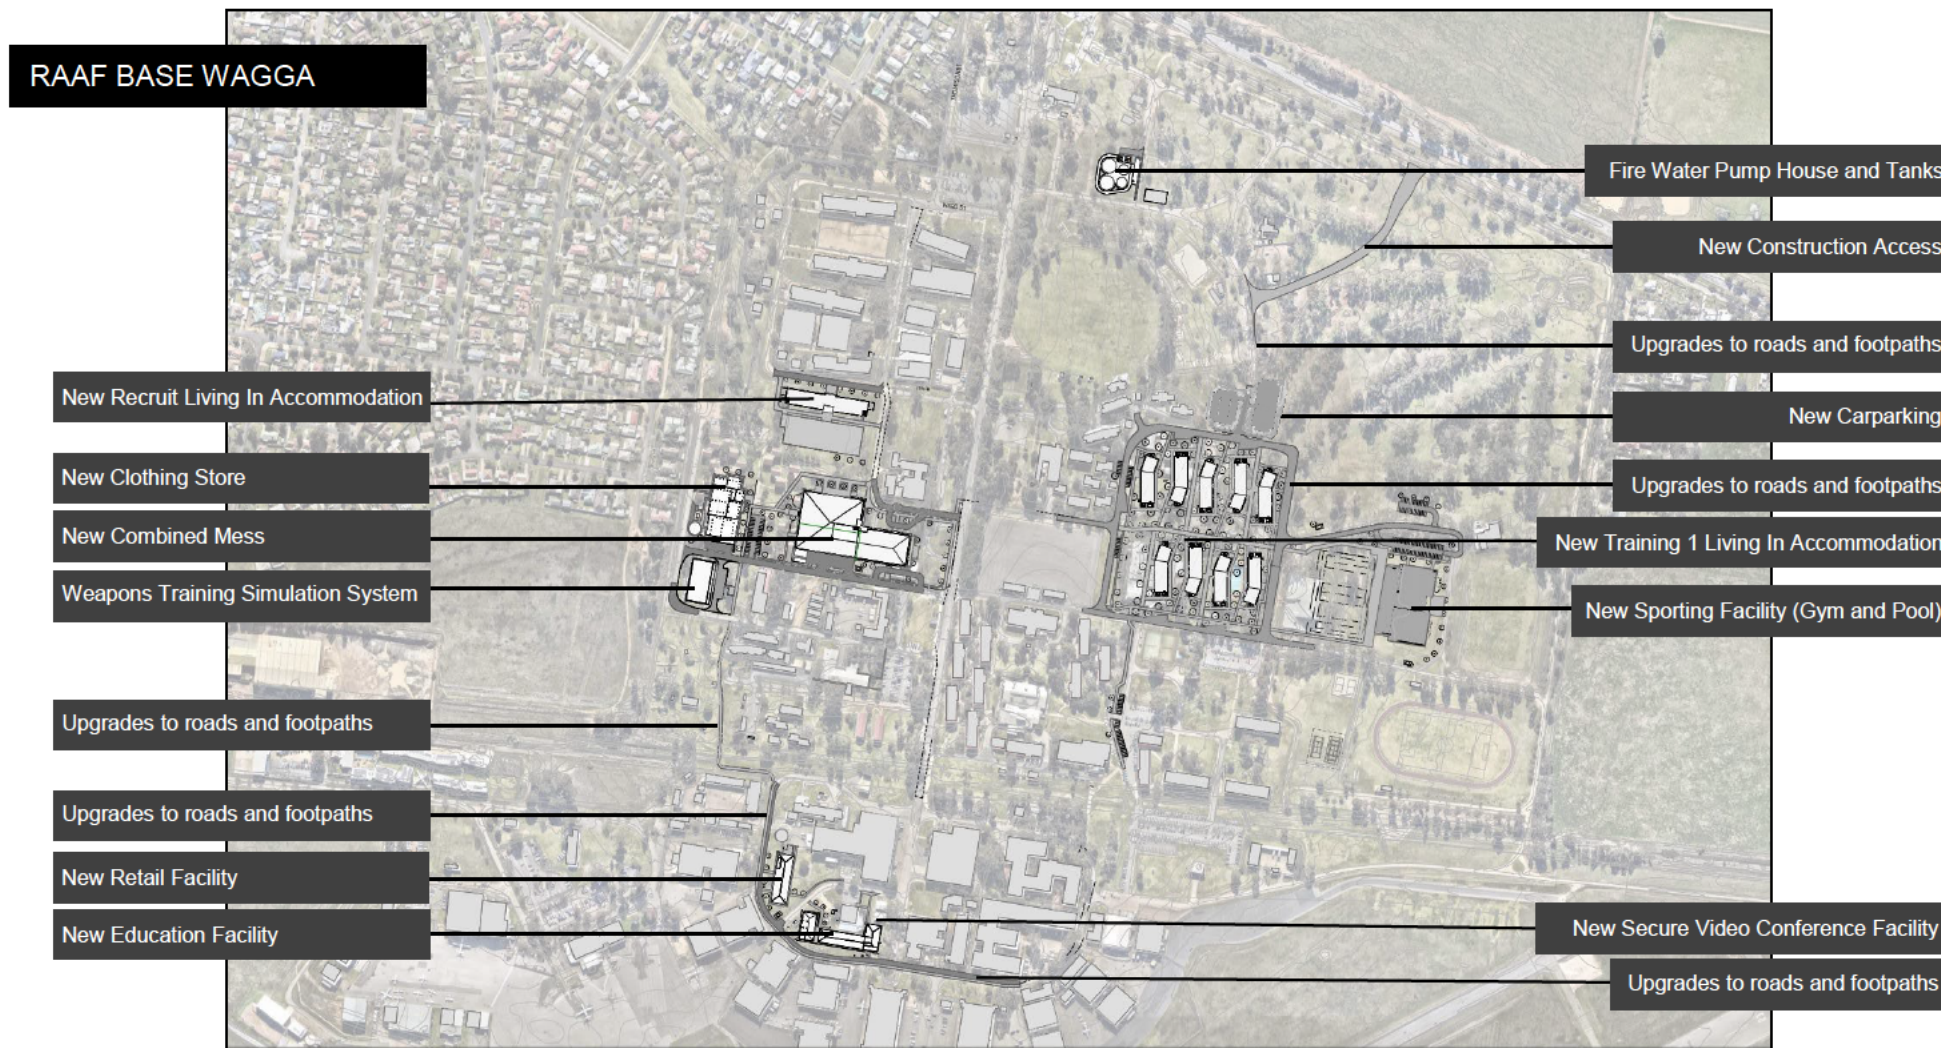 RAAF BASE WAGGA
New Recruit Living In Accommodation
New Clothing Store
New Combined Mess
Weapons Training Simulation System
Upgrades to roads and footpaths
Upgrades to roads and footpaths
New Retail Facility
New Education Facility
Fire Water Pump House and Tanks
New Construction Access
Upgrades to roads and footpaths
New Carparking
Upgrades to roads and footpaths
New Training 1 Living In Accommodation
New Sporting Facility (Gym and Pool)
New Secure Video Conference Facility
Upgrades to roads and footpaths